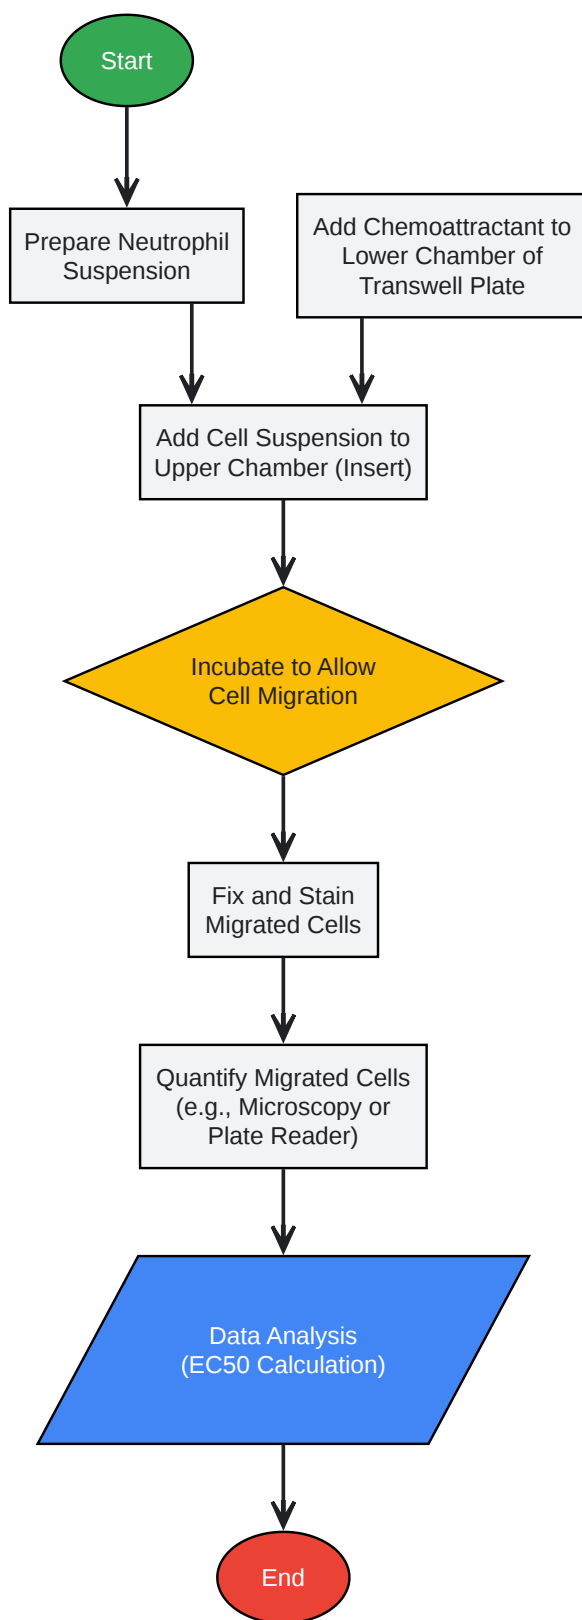 Start
Prepare Neutrophil
Suspension
Add Chemoattractant to
Lower Chamber of
Transwell Plate
Add Cell Suspension to
Upper Chamber (Insert)
Incubate to Allow
Cell Migration
Fix and Stain
Migrated Cells
Quantify Migrated Cells
(e.g., Microscopy or
Plate Reader)
Data Analysis
(EC50 Calculation)
End